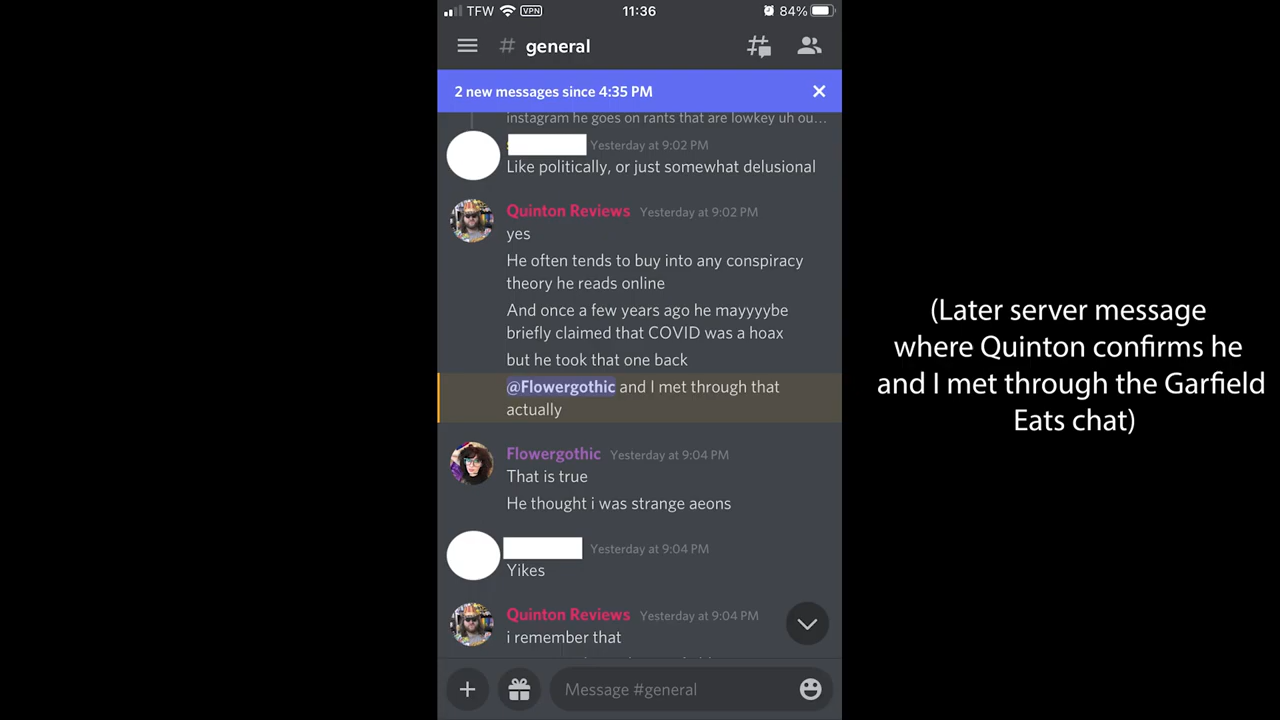 TFW VPN 11:36 84%
# general
2 new messages since 4:35 PM
instagram he goes on rants that are lowkey uh ou...
Yesterday at 9:02 PM
Like politically, or just somewhat delusional
Quinton Reviews Yesterday at 9:02 PM
yes
He often tends to buy into any conspiracy
theory he reads online
And once a few years ago he mayyyybe
briefly claimed that COVID was a hoax
but he took that one back
@Flowergothic and I met through that
actually
Flowergothic Yesterday at 9:04 PM
That is true
He thought i was strange aeons
Yesterday at 9:04 PM
Yikes
Quinton Reviews Yesterday at 9:04 PM
i remember that
Message #general
(Later server message
where Quinton confirms he
and I met through the Garfield
Eats chat)